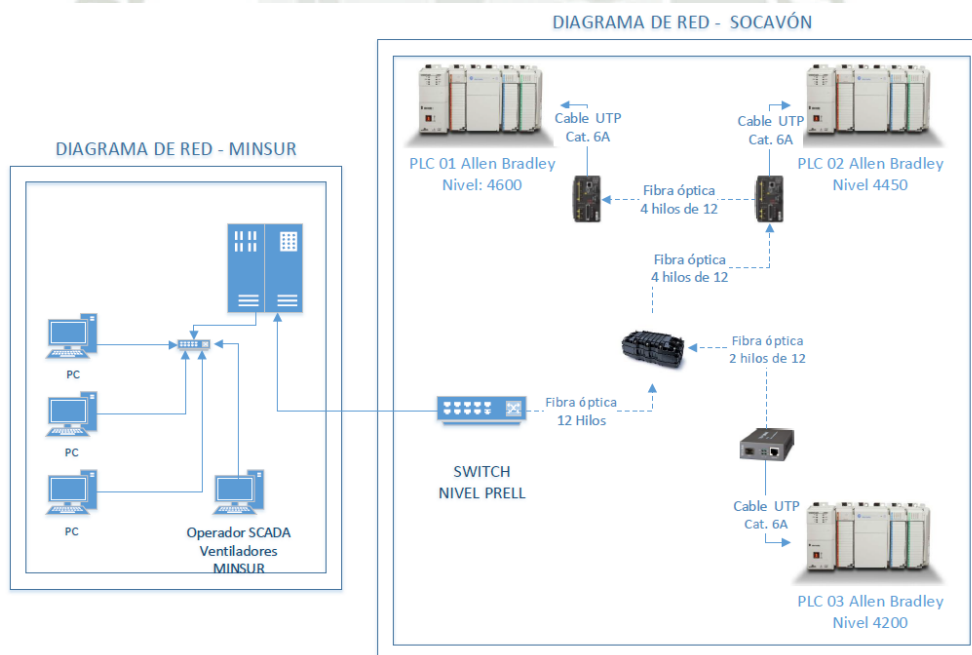 DIAGRAMA DE RED - SOCAVÓN
Cable UTP
Cat. 6A
PLC 01 Allen Bradley
Nivel: 4600
Cable UTP
Cat. 6A
PLC 02 Allen Bradley
Nivel 4450
Fibra óptica
4 hilos de 12
Fibra óptica
4 hilos de 12
Fibra óptica
2 hilos de 12
Fibra óptica
12 Hilos
SWITCH
NIVEL PRELL
Cable UTP
Cat. 6A
PLC 03 Allen Bradley
Nivel 4200
DIAGRAMA DE RED - MINSUR
PC
PC
PC
Operador SCADA
Ventiladores
MINSUR